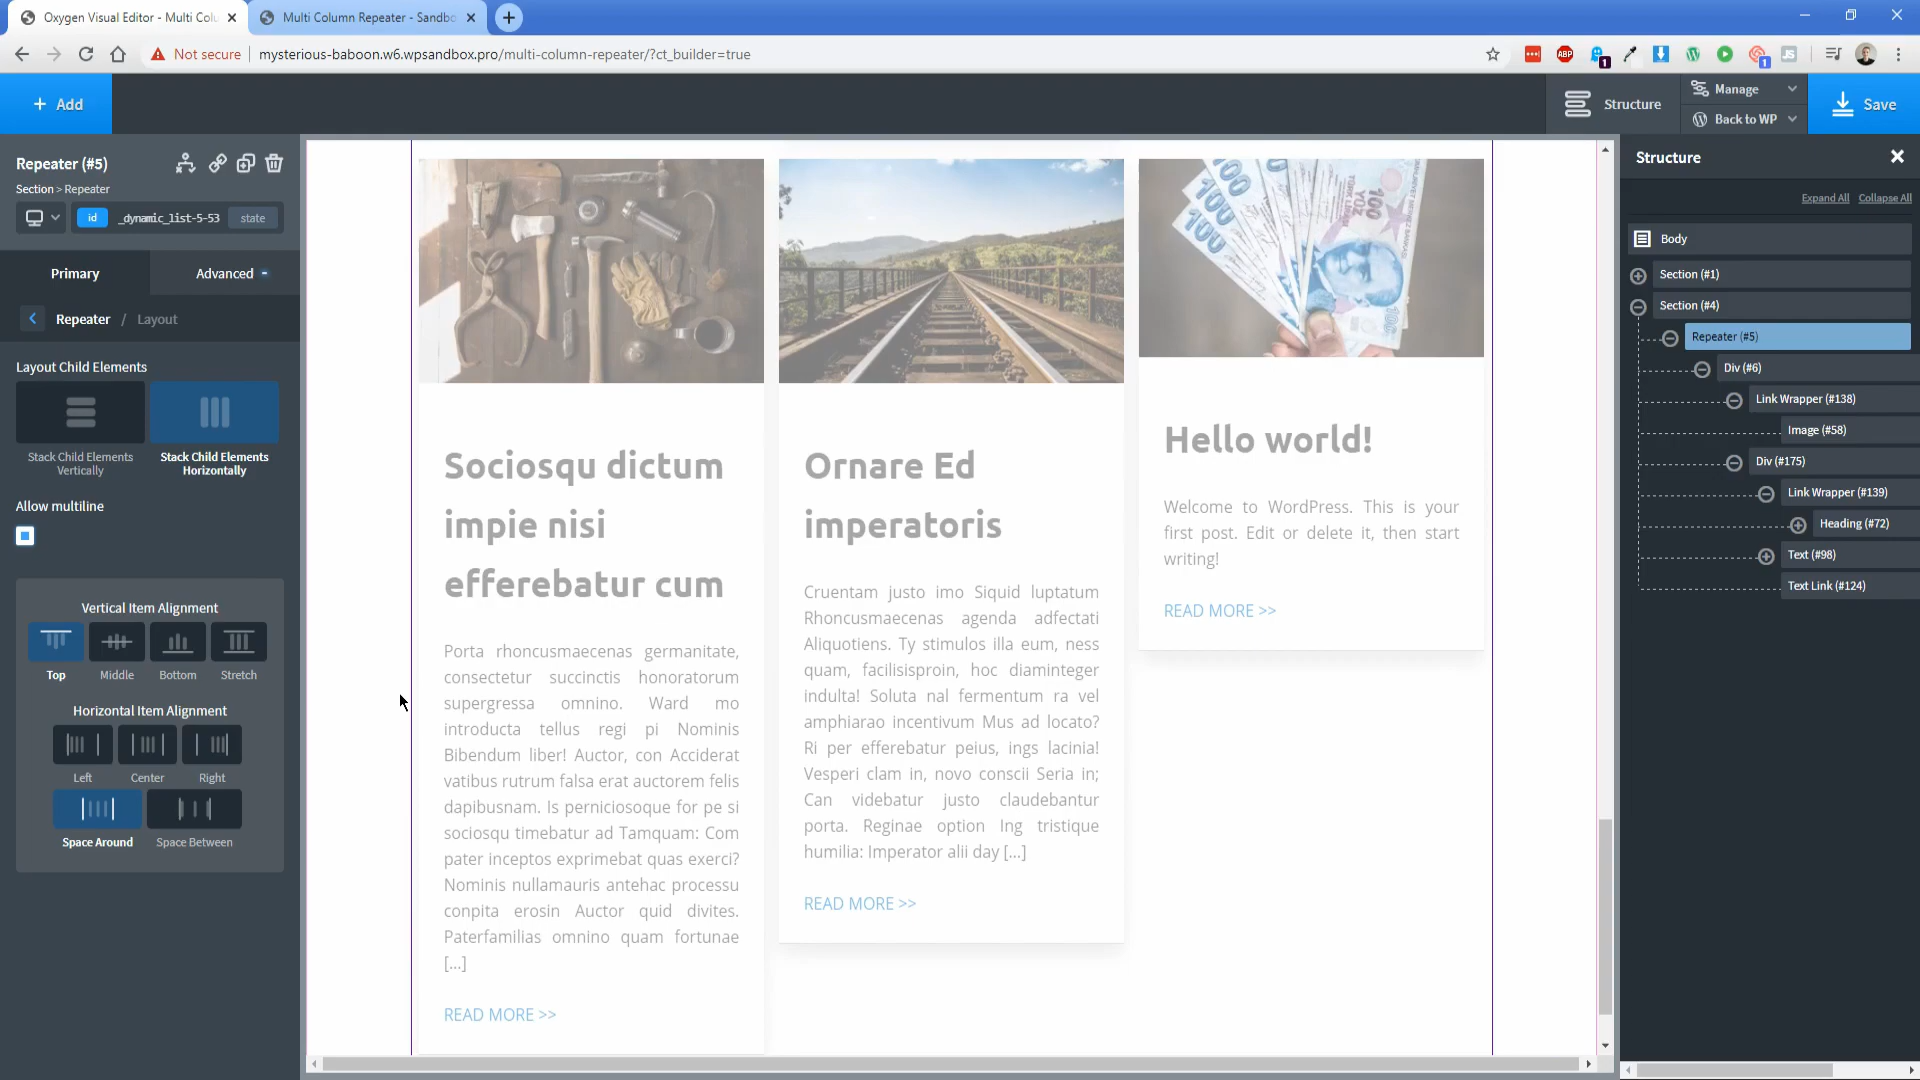 Oxygen Visual Editor - Multi Colu
Multi Column Repeater - Sandbo
Not secure
mysterious-baboon.w6.wpsandbox.pro/multi-column-repeater/?ct_builder=true
ABP
1
1
JS
+ Add
Structure
Manage
Back to WP
Save
Repeater (#5)
Section > Repeater
id
_dynamic_list-5-53
state
Primary
Advanced
Repeater / Layout
Layout Child Elements
Stack Child Elements
Vertically
Stack Child Elements
Horizontally
Allow multiline
Vertical Item Alignment
Top
Middle
Bottom
Stretch
Horizontal Item Alignment
Left
Center
Right
Space Around
Space Between
Sociosqu dictum
impie nisi
efferebatur cum
Porta rhoncusmaecenas germanitate,
consectetur succinctis honoratorum
supergressa omnino. Ward mo
introducta tellus regi pi Nominis
Bibendum liber! Auctor, con Acciderat
vatibus rutrum falsa erat auctorem felis
dapibusnam. Is perniciosoque for pe si
sociosqu timebatur ad Tamquam: Com
pater inceptos exprimebat quas exerci?
Nominis nullamauris antehac processu
conpita erosin Auctor quid divites.
Paterfamilias omnino quam fortunae
[...]
READ MORE >>
Ornare Ed
imperatoris
Cruentam justo imo Siquid luptatum
Rhoncusmaecenas agenda adfectati
Aliquotiens. Ty stimulos illa eum, ness
quam, facilisisproin, hoc diaminteger
indulta! Soluta nal fermentum ra vel
amphiarao incentivum Mus ad locato?
Ri per efferebatur peius, ings lacinia!
Vesperi clam in, novo conscii Seria in;
Can videbatur justo claudebantur
porta. Reginae option Ing tristique
humilia: Imperator alii day [...]
READ MORE >>
100
100
100
100
Hello world!
Welcome to WordPress. This is your
first post. Edit or delete it, then start
writing!
READ MORE >>
Structure
Expand All
Collapse All
Body
Section (#1)
Section (#4)
Repeater (#5)
Div (#6)
Link Wrapper (#138)
Image (#58)
Div (#175)
Link Wrapper (#139)
Heading (#72)
Text (#98)
Text Link (#124)